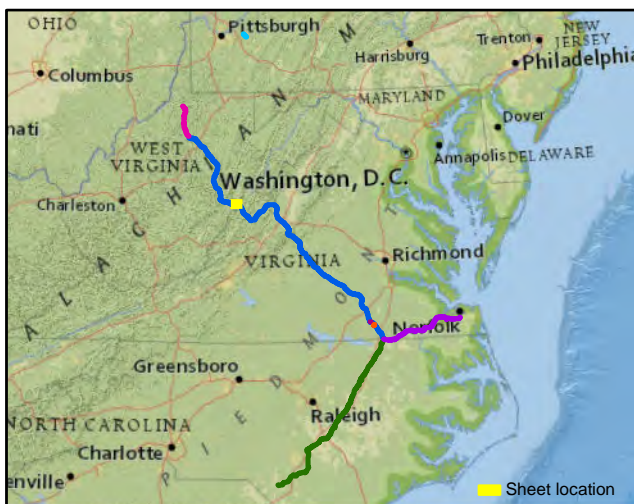 OHIO
Pittsburgh
NEW
JERSEY
Trenton
Harrisburg
Philadelphia
Columbus
MARYLAND
nati
Dover
WEST
VIRGINIA
Annapolis
DELAWARE
Washington, D.C.
Charleston
Richmond
VIRGINIA
Norfolk
Greensboro
Raleigh
NORTH CAROLINA
Charlotte
enville
A L A C H I A N M
P I E D M O N T
Sheet location